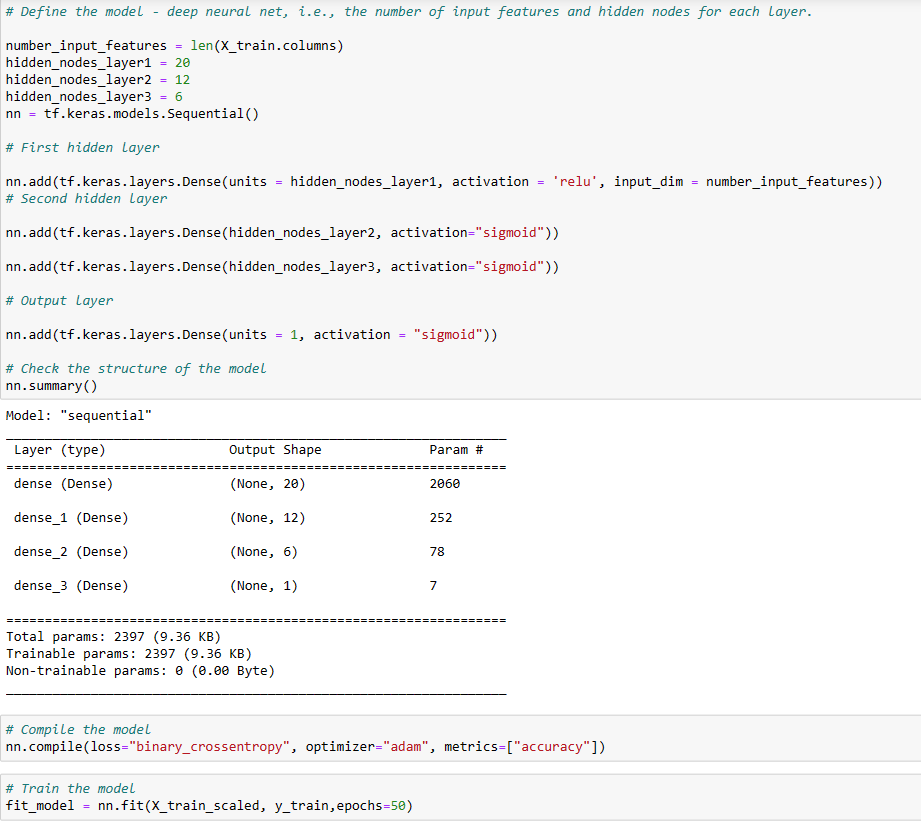 # Define the model - deep neural net, i.e., the number of input features and hidden nodes for each layer.
number_input_features = len(X_train.columns)
hidden_nodes_layer1 = 20
hidden_nodes_layer2 = 12
hidden_nodes_layer3 = 6
nn = tf.keras.models.Sequential()
# First hidden layer
nn.add(tf.keras.layers.Dense(units = hidden_nodes_layer1, activation = 'relu', input_dim = number_input_features))
# Second hidden layer
nn.add(tf.keras.layers.Dense(hidden_nodes_layer2, activation="sigmoid"))
nn.add(tf.keras.layers.Dense(hidden_nodes_layer3, activation="sigmoid"))
# Output layer
nn.add(tf.keras.layers.Dense(units = 1, activation = "sigmoid"))
# Check the structure of the model
nn.summary()
Model: "sequential"
Layer (type) Output Shape Param #
=================================================================
dense (Dense) (None, 20) 2060
dense_1 (Dense) (None, 12) 252
dense_2 (Dense) (None, 6) 78
dense_3 (Dense) (None, 1) 7
=================================================================
Total params: 2397 (9.36 KB)
Trainable params: 2397 (9.36 KB)
Non-trainable params: 0 (0.00 Byte)
# Compile the model
nn.compile(loss="binary_crossentropy", optimizer="adam", metrics=["accuracy"])
# Train the model
fit_model = nn.fit(X_train_scaled, y_train,epochs=50)